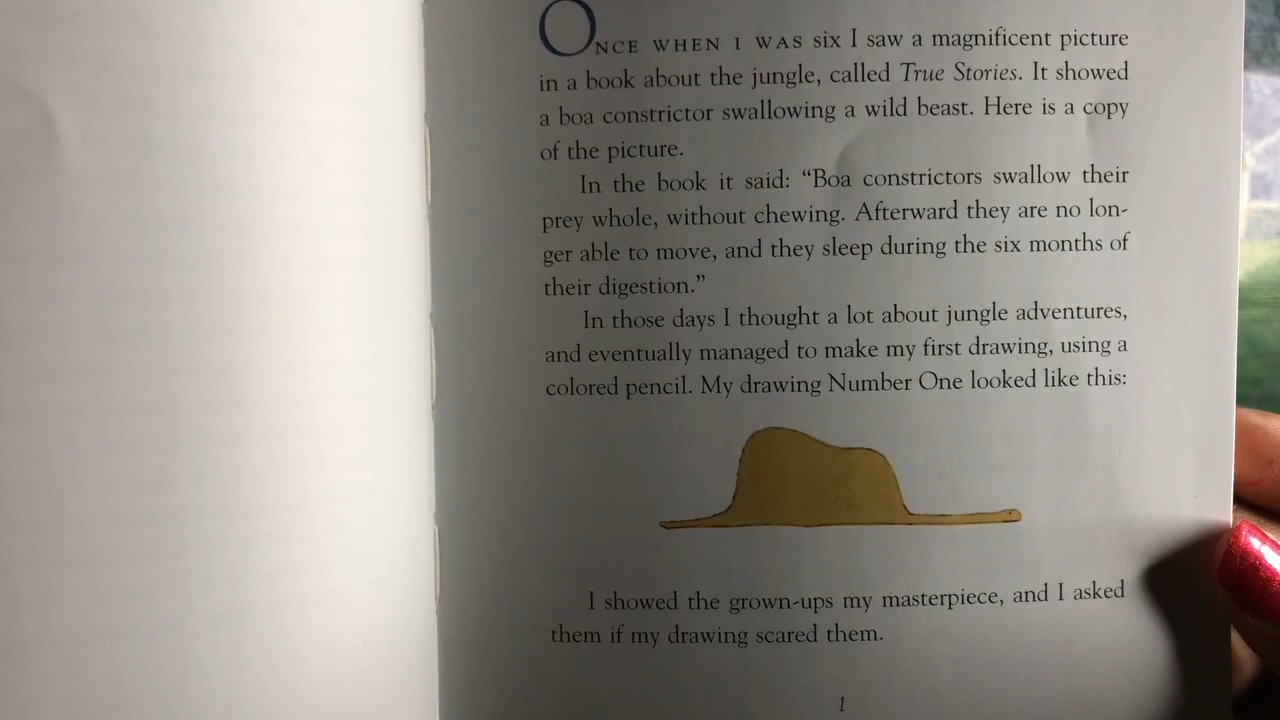 ONCE WHEN I WAS six I saw a magnificent picture
in a book about the jungle, called True Stories. It showed
a boa constrictor swallowing a wild beast. Here is a copy
of the picture.
In the book it said: “Boa constrictors swallow their
prey whole, without chewing. Afterward they are no lon-
ger able to move, and they sleep during the six months of
their digestion.”
In those days I thought a lot about jungle adventures,
and eventually managed to make my first drawing, using a
colored pencil. My drawing Number One looked like this:
I showed the grown-ups my masterpiece, and I asked
them if my drawing scared them.
1